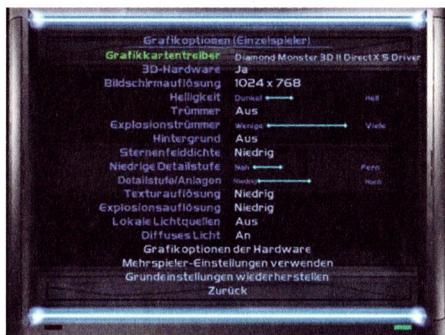 Grafikoptionen (Einzelspieler)
Grafikkartentreiber Diamond Monster 3D II DirectX 5 Driver
3D-Hardware Ja
Bildschirmauflösung 1024 x 768
Helligkeit Dunkel Hell
Trümmer Aus
Explosionstrümmer Wenige Viele
Hintergrund Aus
Sternenfelddichte Niedrig
Niedrige Detailstufe Nah Fern
Detailstufe/Anlagen Niedrig Hoch
Texturauflösung Niedrig
Explosionsauflösung Niedrig
Lokale Lichtquellen Aus
Diffuses Licht An
Grafikoptionen der Hardware
Mehrspieler-Einstellungen verwenden
Grundeinstellungen wiederherstellen
Zurück